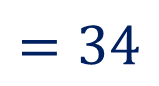 = 34